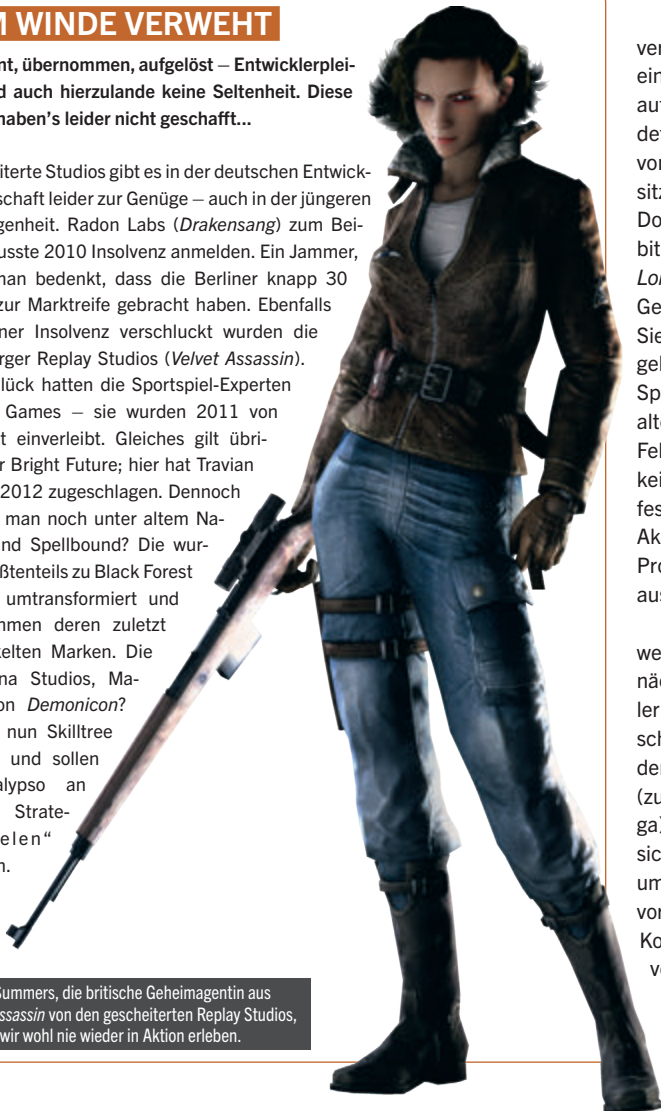 M WINDE VERWEHT
nt, übernommen, aufgelöst – Entwicklerplei-
d auch hierzulande keine Seltenheit. Diese
haben's leider nicht geschafft...
iterte Studios gibt es in der deutschen Entwick-
schaft leider zur Genüge – auch in der jüngeren
genheit. Radon Labs (Drakensang) zum Bei-
usste 2010 Insolvenz anmelden. Ein Jammer,
nan bedenkt, dass die Berliner knapp 30
zur Marktreife gebracht haben. Ebenfalls
ner Insolvenz verschluckt wurden die
rger Replay Studios (Velvet Assassin).
lück hatten die Sportspiel-Experten
Games – sie wurden 2011 von
t einverleibt. Gleiches gilt übri-
r Bright Future; hier hat Travian
2012 zugeschlagen. Dennoch
man noch unter altem Na-
nd Spellbound? Die wur-
ßtenteils zu Black Forest
umtransformiert und
mmen deren zuletzt
kelten Marken. Die
na Studios, Ma-
on Demonicon?
nun Skilltree
und sollen
alypso an
Strate-
elen“
n.
Summers, die britische Geheimagentin aus
ssassin von den gescheiterten Replay Studios,
wir wohl nie wieder in Aktion erleben.
ver
ein
auf
det
vor
sitz
Do
bit
Lor
Ge
Sie
gel
Sp
alte
Fel
kei
fes
Ak
Pro
aus
we
näc
ler
sch
der
(zu
ga)
sic
um
vor
Ko
ve